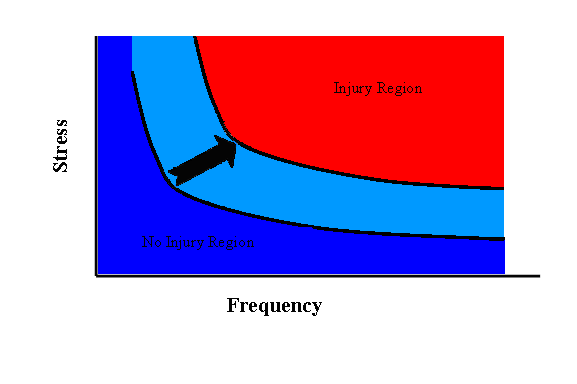 Injury Region
Stress
No Injury Region
Frequency